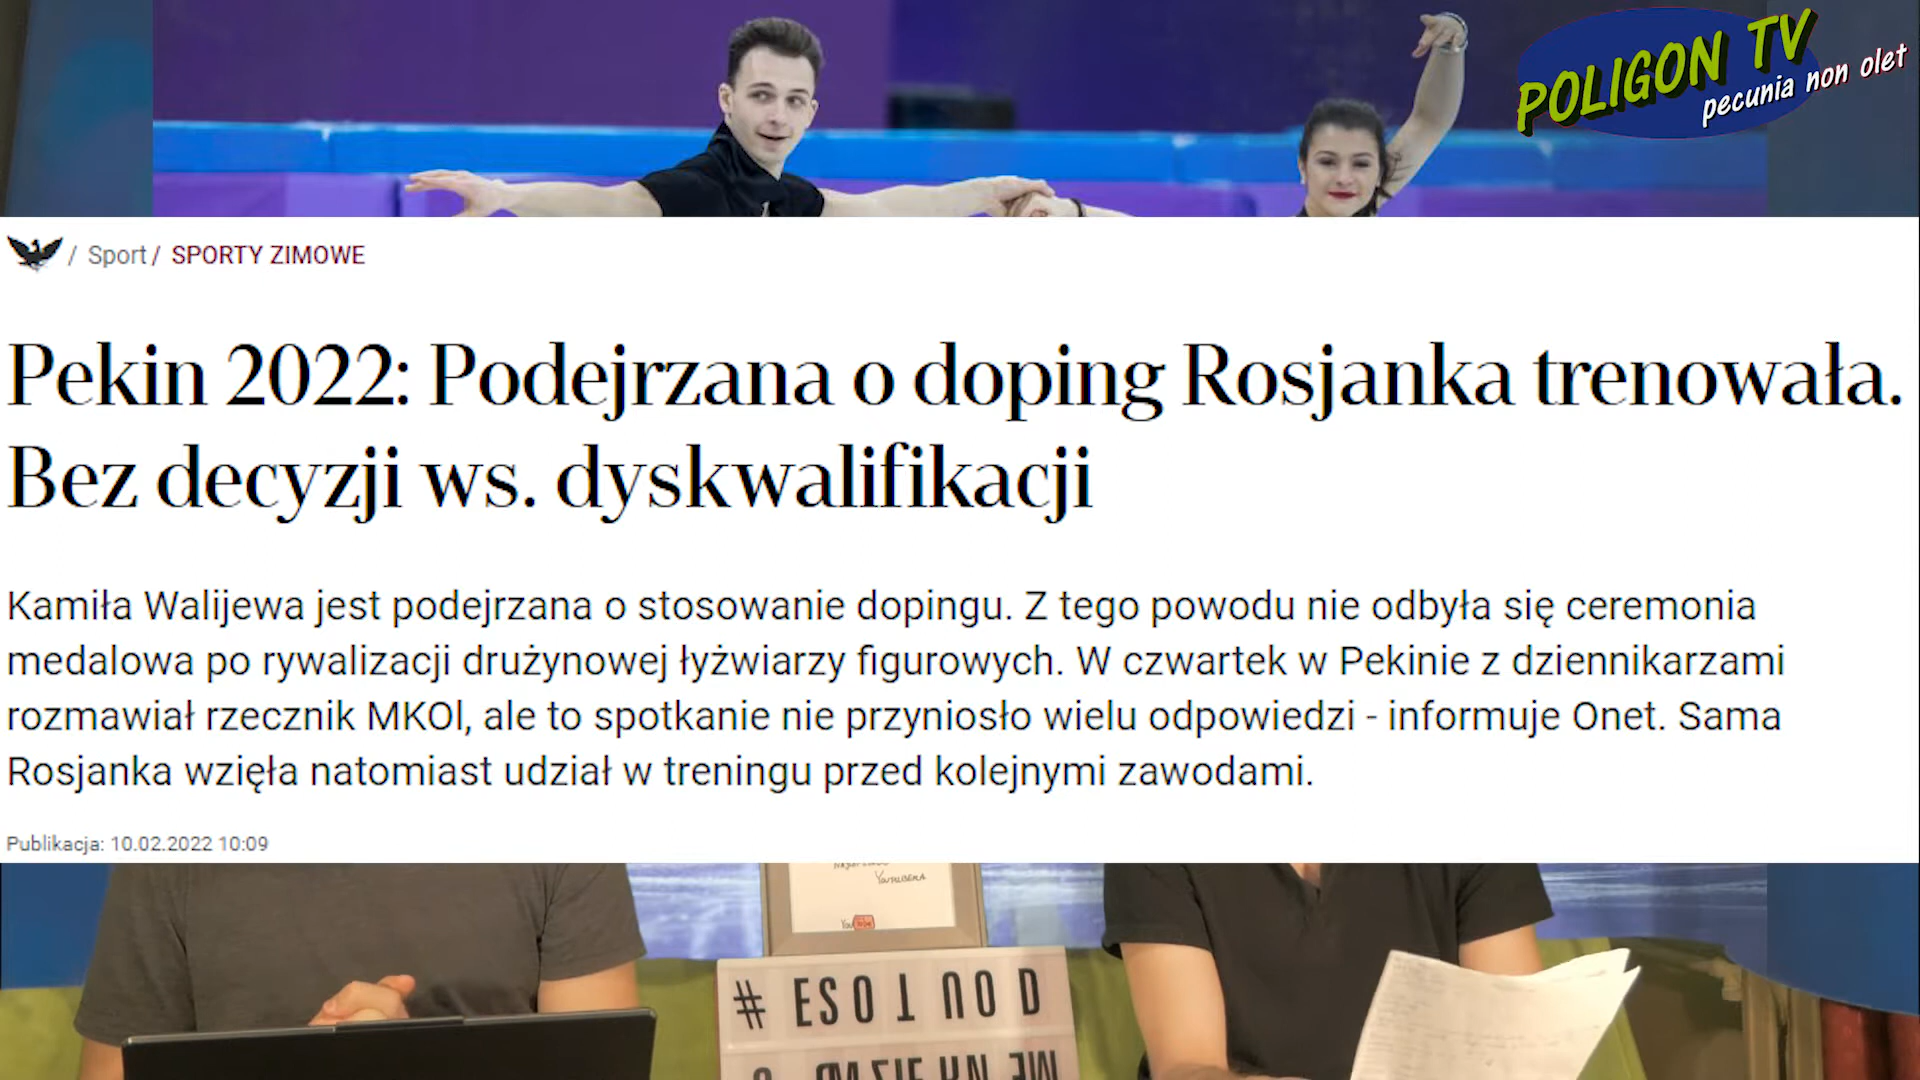 POLIGON TV
pecunia non olet
/ Sport / SPORTY ZIMOWE
Pekin 2022: Podejrzana o doping Rosjanka trenowała.
Bez decyzji ws. dyskwalifikacji
Kamiła Walijewa jest podejrzana o stosowanie dopingu. Z tego powodu nie odbyła się ceremonia
medalowa po rywalizacji drużynowej łyżwiarzy figurowych. W czwartek w Pekinie z dziennikarzami
rozmawiał rzecznik MKOl, ale to spotkanie nie przyniosło wielu odpowiedzi - informuje Onet. Sama
Rosjanka wzięła natomiast udział w treningu przed kolejnymi zawodami.
Publikacja: 10.02.2022 10:09
YouTube